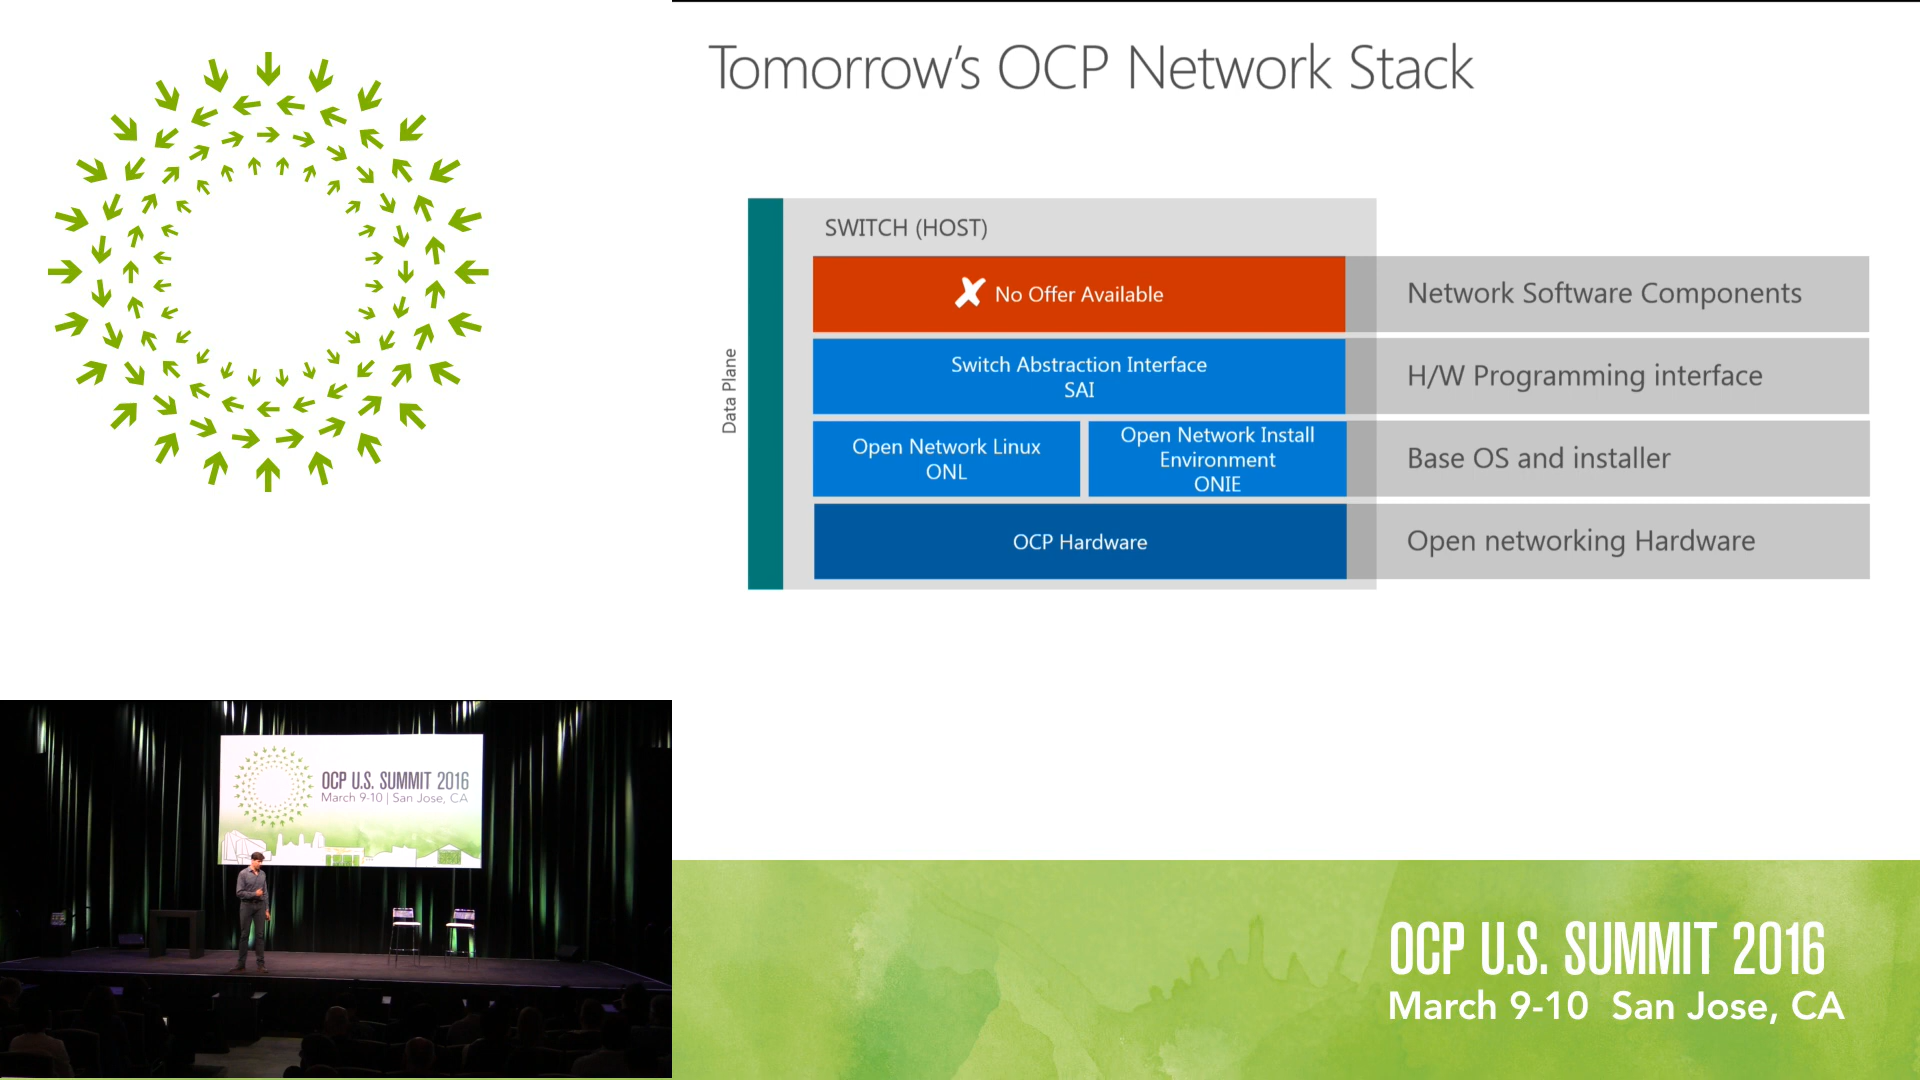 Tomorrow's OCP Network Stack
SWITCH (HOST)
Data Plane
✘ No Offer Available
Network Software Components
Switch Abstraction Interface
SAI
H/W Programming interface
Open Network Linux
ONL
Open Network Install
Environment
ONIE
Base OS and installer
OCP Hardware
Open networking Hardware
OCP U.S. SUMMIT 2016
March 9-10 | San Jose, CA
OCP U.S. SUMMIT 2016
March 9-10 San Jose, CA